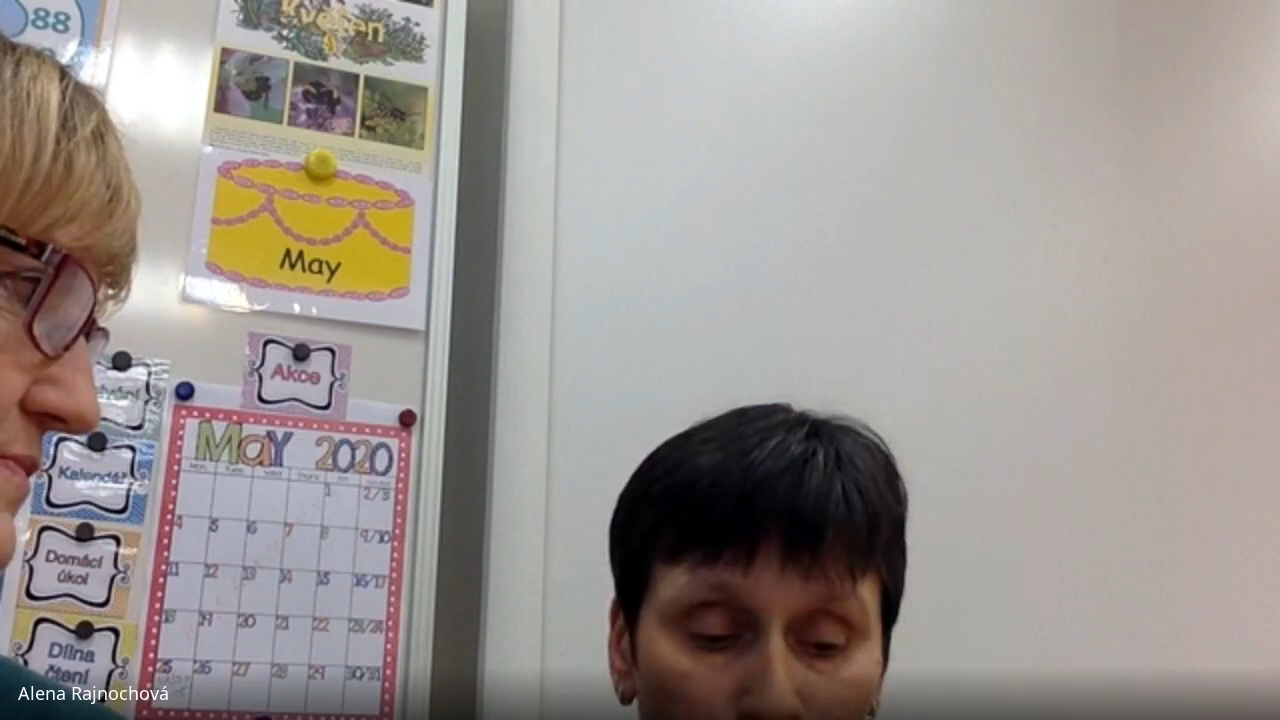 88
Květen
May
Akce
MaY 2020
1 2/3
4 5 6 7 8 9/10
11 12 13 14 15 16/17
18 19 20 21 22 23/24
25 26 27 28 29 30/31
Kalendář
Domácí
úkol
Dílna
čtení
Alena Rajnochová